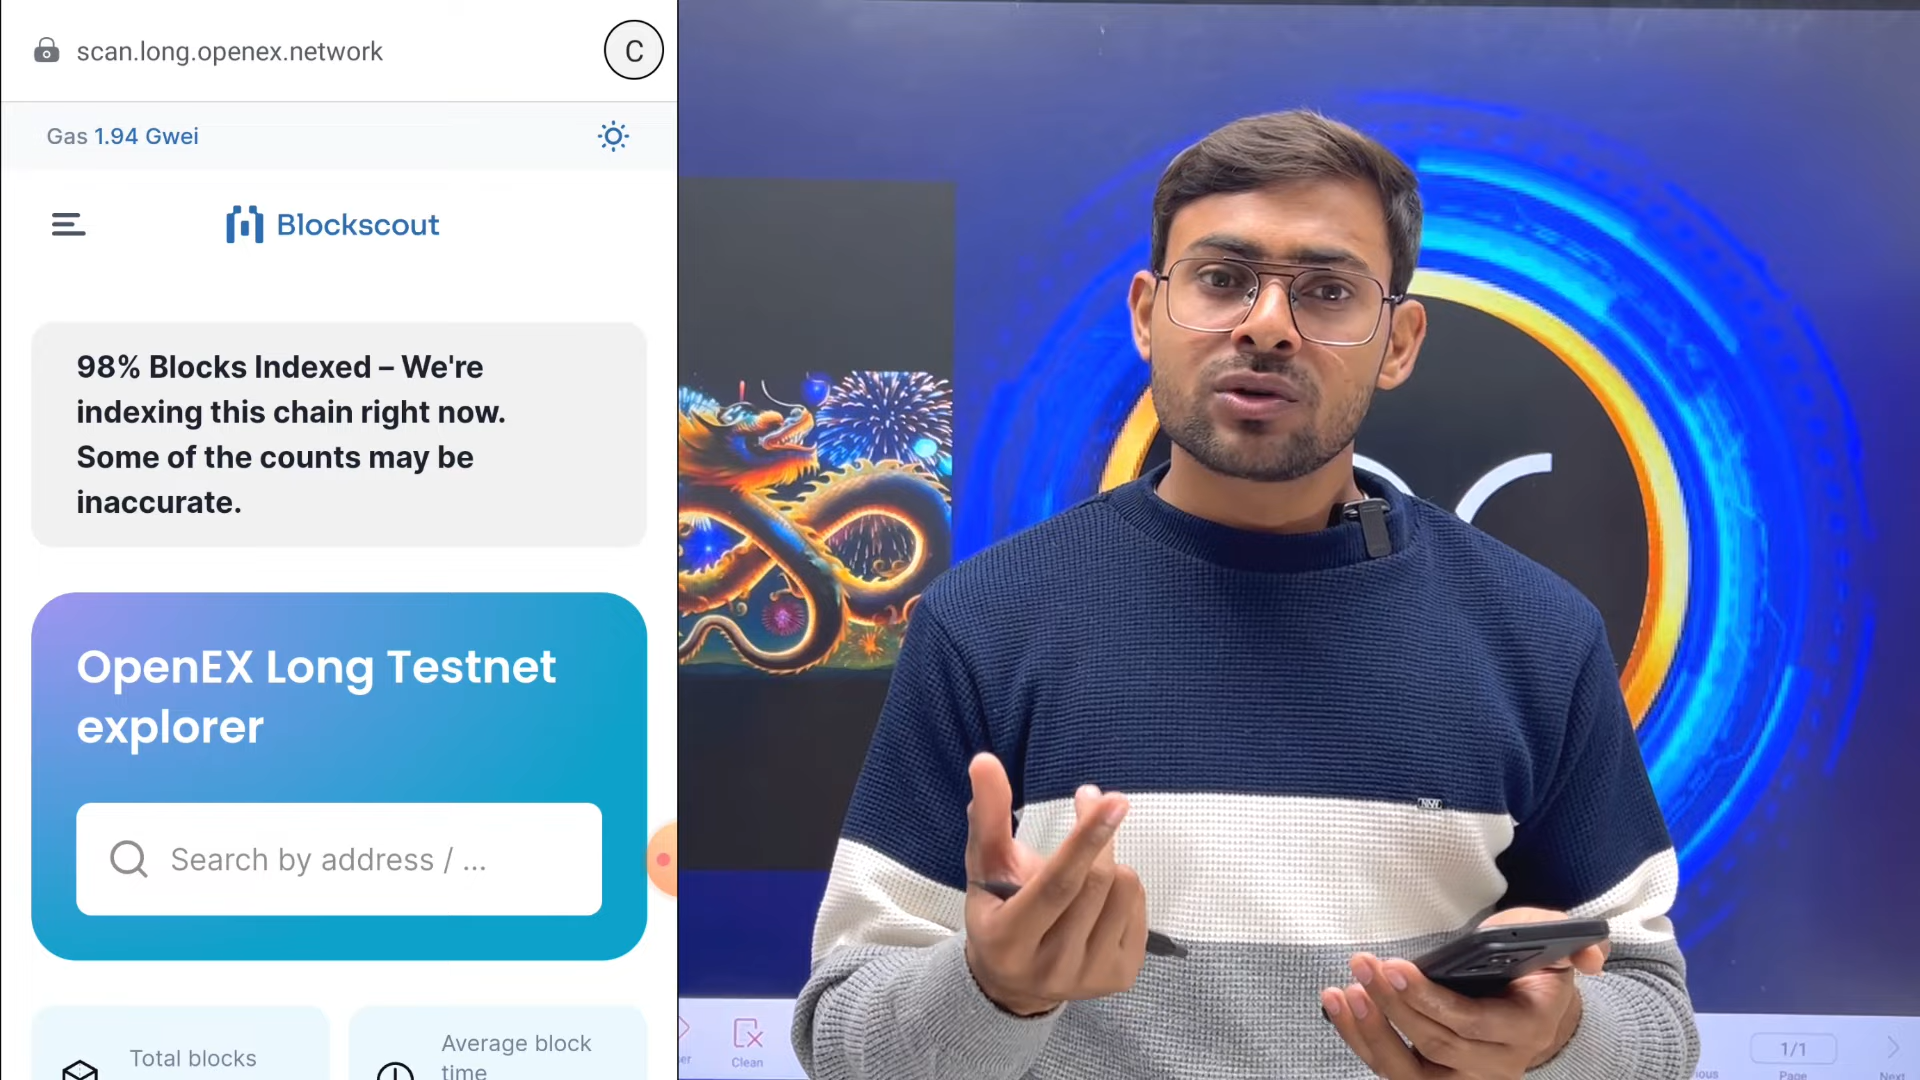 scan.long.openex.network
C
Gas 1.94 Gwei
Blockscout
98% Blocks Indexed – We're
indexing this chain right now.
Some of the counts may be
inaccurate.
OpenEX Long Testnet
explorer
Search by address / ...
Total blocks
Average block
time
Clean
1/1
Page
Next